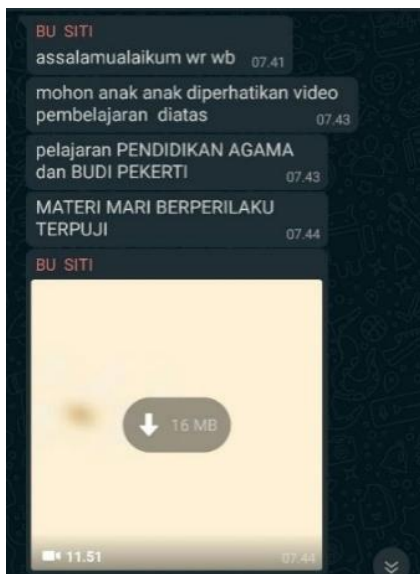 BU SITI
assalamualaikum wr wb 07.41
mohon anak anak diperhatikan video
pembelajaran diatas 07.43
pelajaran PENDIDIKAN AGAMA
dan BUDI PEKERTI 07.43
MATERI MARI BERPERILAKU
TERPUJI 07.44
BU SITI
16 MB
11.51 07.44